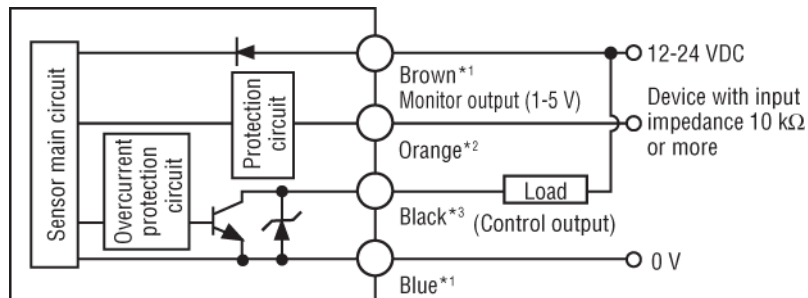 Sensor main circuit
Overcurrent
protection
circuit
Protection
circuit
Brown*1
Monitor output (1-5 V)
Orange*2
Black*3
(Control output)
Blue*1
Load
12-24 VDC
Device with input
impedance 10 kΩ
or more
0 V